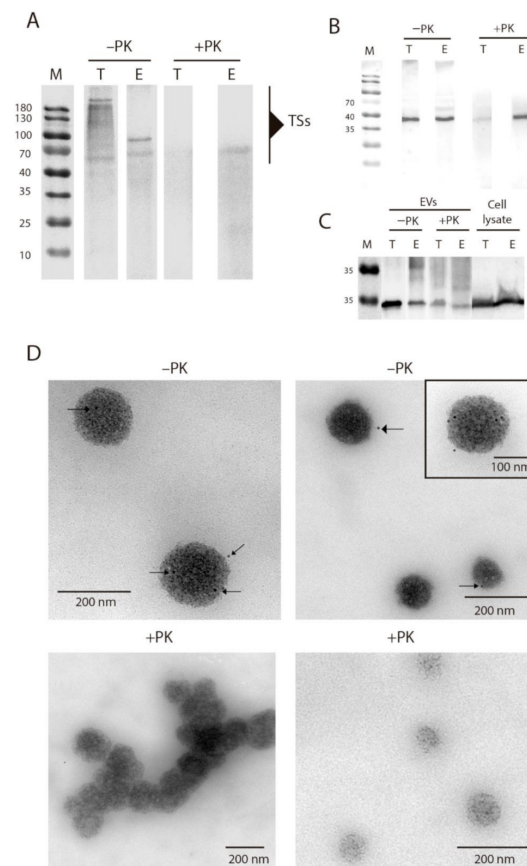 A
–PK
+PK
M
T
E
T
E
180
130
100
70
40
35
25
10
TSs
B
–PK
+PK
M
T
E
T
E
70
40
35
C
EVs
Cell
lysate
–PK
+PK
M
T
E
T
E
T
E
35
35
D
–PK
–PK
100 nm
200 nm
200 nm
+PK
+PK
200 nm
200 nm